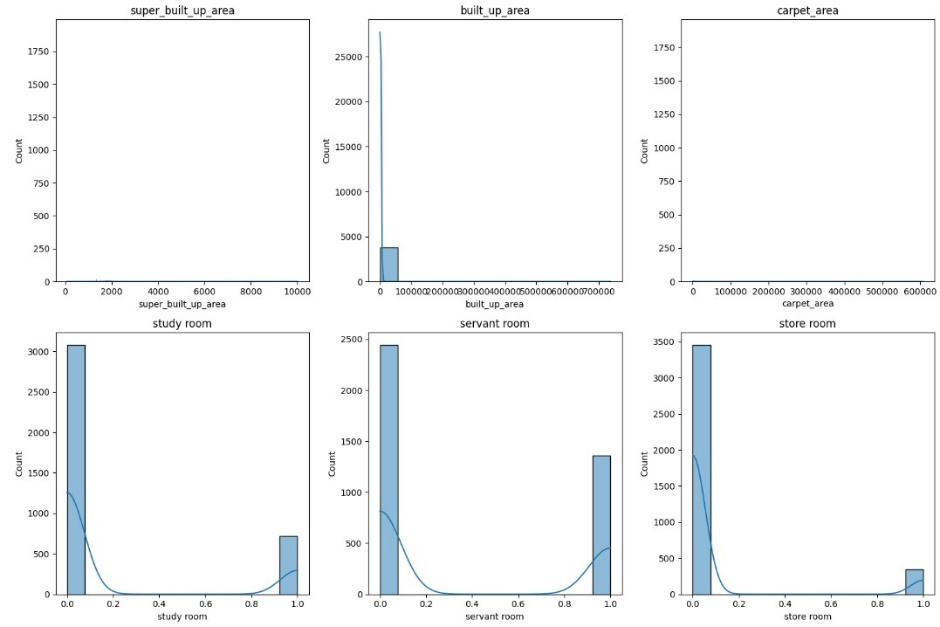 super_built_up_area
Count
1750
1500
1250
1000
750
500
250
0
0 2000 4000 6000 8000 10000
super_built_up_area
built_up_area
Count
25000
20000
15000
10000
5000
0
0 100000 200000 300000 400000 500000 600000 700000
built_up_area
carpet_area
Count
1750
1500
1250
1000
750
500
250
0
0 100000 200000 300000 400000 500000 600000
carpet_area
study room
Count
3000
2500
2000
1500
1000
500
0
0.0 0.2 0.4 0.6 0.8 1.0
study room
servant room
Count
2500
2000
1500
1000
500
0
0.0 0.2 0.4 0.6 0.8 1.0
servant room
store room
Count
3500
3000
2500
2000
1500
1000
500
0
0.0 0.2 0.4 0.6 0.8 1.0
store room